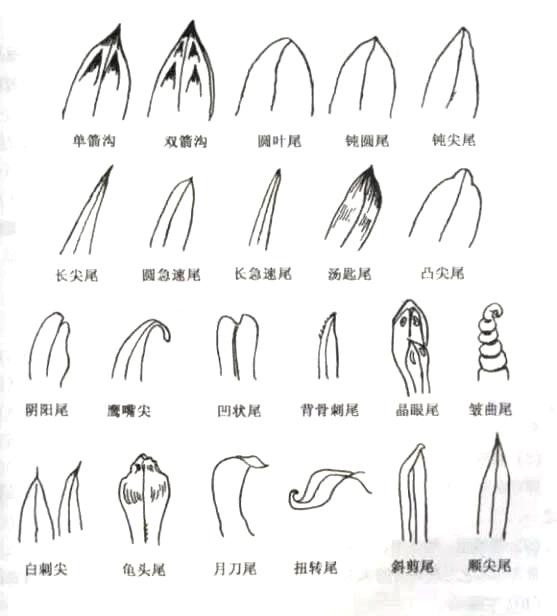 单箭沟 双箭沟 圆叶尾 钝圆尾 钝尖尾
长尖尾 圆急速尾 长急速尾 汤匙尾 凸尖尾
阴阳尾 鹰嘴尖 凹状尾 背骨刺尾 晶眼尾 皱曲尾
白刺尖 龟头尾 月刀尾 扭转尾 斜剪尾 顺尖尾